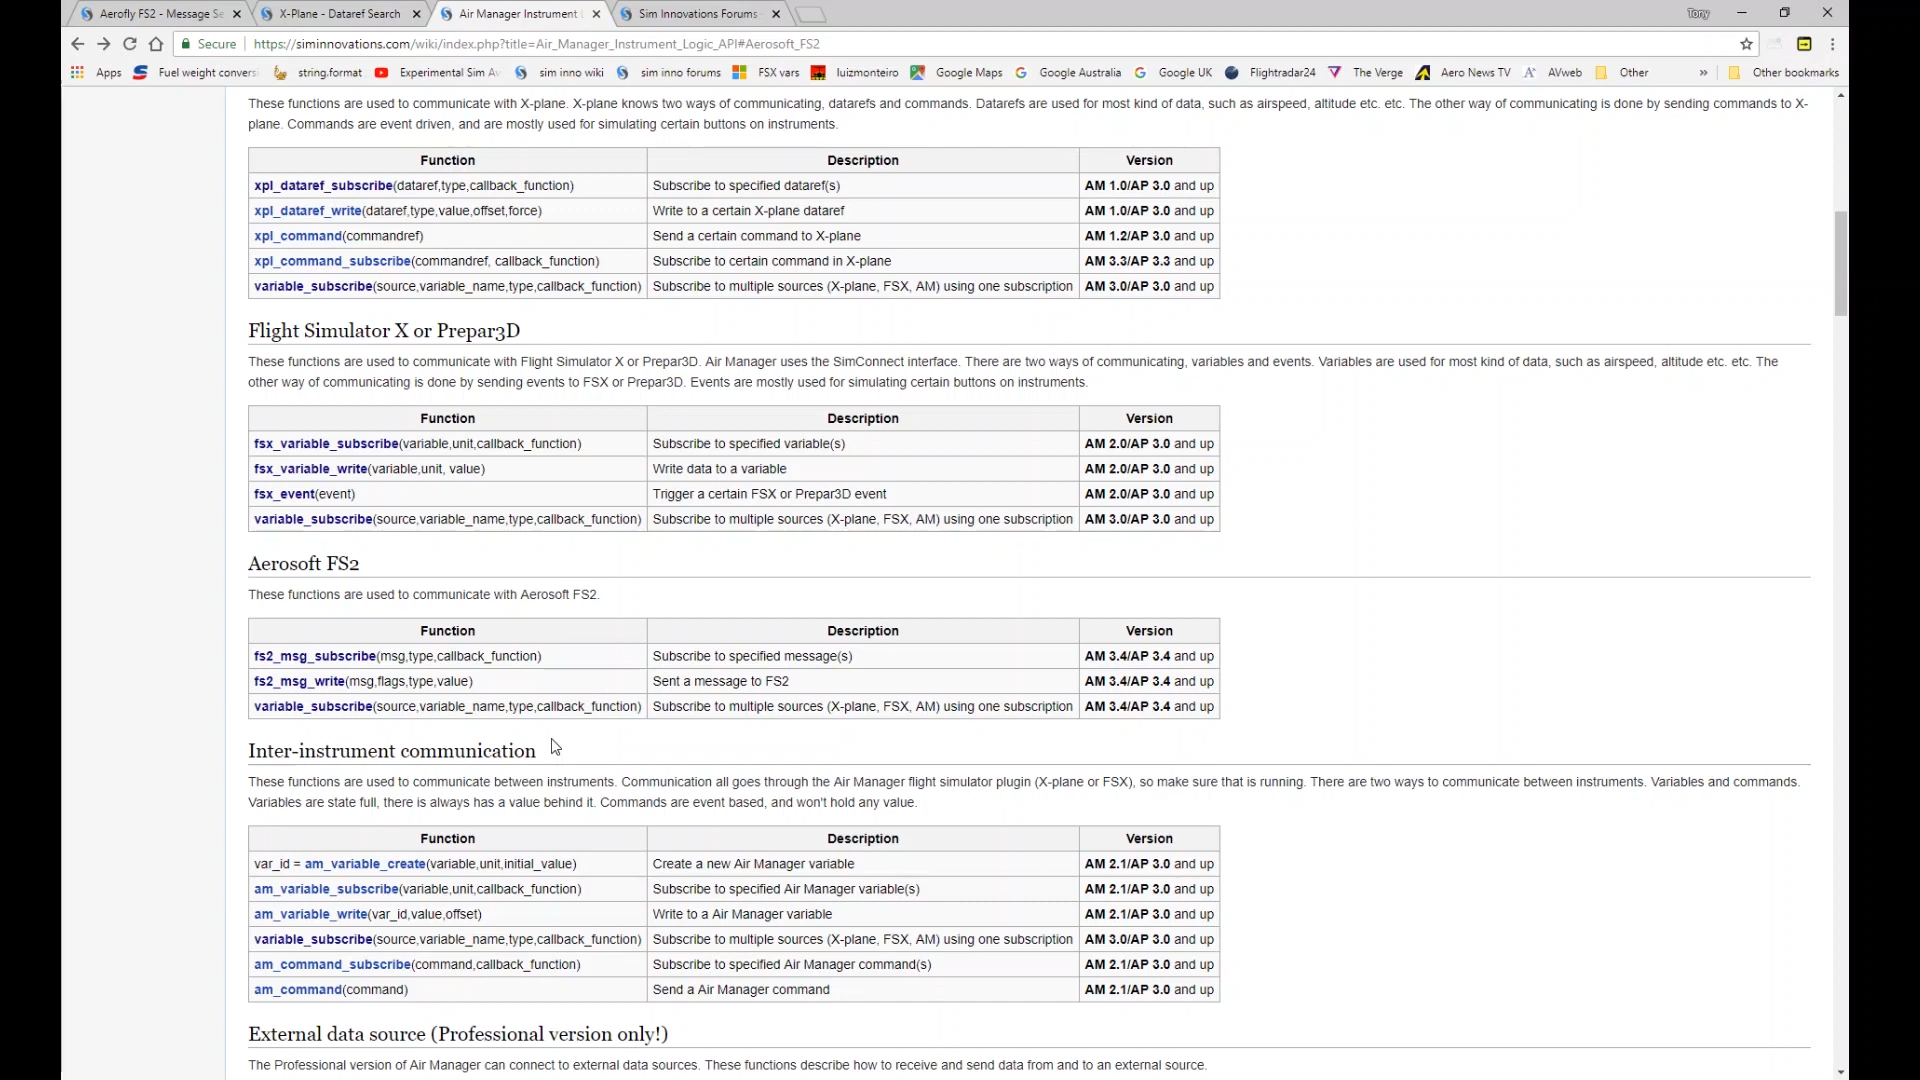 Aerofly FS2 - Message Se
X-Plane - Dataref Search
Air Manager Instrument L
Sim Innovations Forums -
Tony
Secure
https://siminnovations.com/wiki/index.php?title=Air_Manager_Instrument_Logic_API#Aerosoft_FS2
Apps Fuel weight conversi string.format Experimental Sim Av sim inno wiki sim inno forums FSX vars luizmonteiro Google Maps Google Australia Google UK Flightradar24 The Verge Aero News TV AVweb Other » Other bookmarks
These functions are used to communicate with X-plane. X-plane knows two ways of communicating, datarefs and commands. Datarefs are used for most kind of data, such as airspeed, altitude etc. etc. The other way of communicating is done by sending commands to X-
plane. Commands are event driven, and are mostly used for simulating certain buttons on instruments.
Function Description Version
xpl_dataref_subscribe(dataref,type,callback_function) Subscribe to specified dataref(s) AM 1.0/AP 3.0 and up
xpl_dataref_write(dataref,type,value,offset,force) Write to a certain X-plane dataref AM 1.0/AP 3.0 and up
xpl_command(commandref) Send a certain command to X-plane AM 1.2/AP 3.0 and up
xpl_command_subscribe(commandref, callback_function) Subscribe to certain command in X-plane AM 3.3/AP 3.3 and up
variable_subscribe(source,variable_name,type,callback_function) Subscribe to multiple sources (X-plane, FSX, AM) using one subscription AM 3.0/AP 3.0 and up
Flight Simulator X or Prepar3D
These functions are used to communicate with Flight Simulator X or Prepar3D. Air Manager uses the SimConnect interface. There are two ways of communicating, variables and events. Variables are used for most kind of data, such as airspeed, altitude etc. etc. The
other way of communicating is done by sending events to FSX or Prepar3D. Events are mostly used for simulating certain buttons on instruments.
Function Description Version
fsx_variable_subscribe(variable,unit,callback_function) Subscribe to specified variable(s) AM 2.0/AP 3.0 and up
fsx_variable_write(variable,unit, value) Write data to a variable AM 2.0/AP 3.0 and up
fsx_event(event) Trigger a certain FSX or Prepar3D event AM 2.0/AP 3.0 and up
variable_subscribe(source,variable_name,type,callback_function) Subscribe to multiple sources (X-plane, FSX, AM) using one subscription AM 3.0/AP 3.0 and up
Aerosoft FS2
These functions are used to communicate with Aerosoft FS2.
Function Description Version
fs2_msg_subscribe(msg,type,callback_function) Subscribe to specified message(s) AM 3.4/AP 3.4 and up
fs2_msg_write(msg,flags,type,value) Sent a message to FS2 AM 3.4/AP 3.4 and up
variable_subscribe(source,variable_name,type,callback_function) Subscribe to multiple sources (X-plane, FSX, AM) using one subscription AM 3.4/AP 3.4 and up
Inter-instrument communication
These functions are used to communicate between instruments. Communication all goes through the Air Manager flight simulator plugin (X-plane or FSX), so make sure that is running. There are two ways to communicate between instruments. Variables and commands.
Variables are state full, there is always has a value behind it. Commands are event based, and won't hold any value.
Function Description Version
var_id = am_variable_create(variable,unit,initial_value) Create a new Air Manager variable AM 2.1/AP 3.0 and up
am_variable_subscribe(variable,unit,callback_function) Subscribe to specified Air Manager variable(s) AM 2.1/AP 3.0 and up
am_variable_write(var_id,value,offset) Write to a Air Manager variable AM 2.1/AP 3.0 and up
variable_subscribe(source,variable_name,type,callback_function) Subscribe to multiple sources (X-plane, FSX, AM) using one subscription AM 3.0/AP 3.0 and up
am_command_subscribe(command,callback_function) Subscribe to specified Air Manager command(s) AM 2.1/AP 3.0 and up
am_command(command) Send a Air Manager command AM 2.1/AP 3.0 and up
External data source (Professional version only!)
The Professional version of Air Manager can connect to external data sources. These functions describe how to receive and send data from and to an external source.